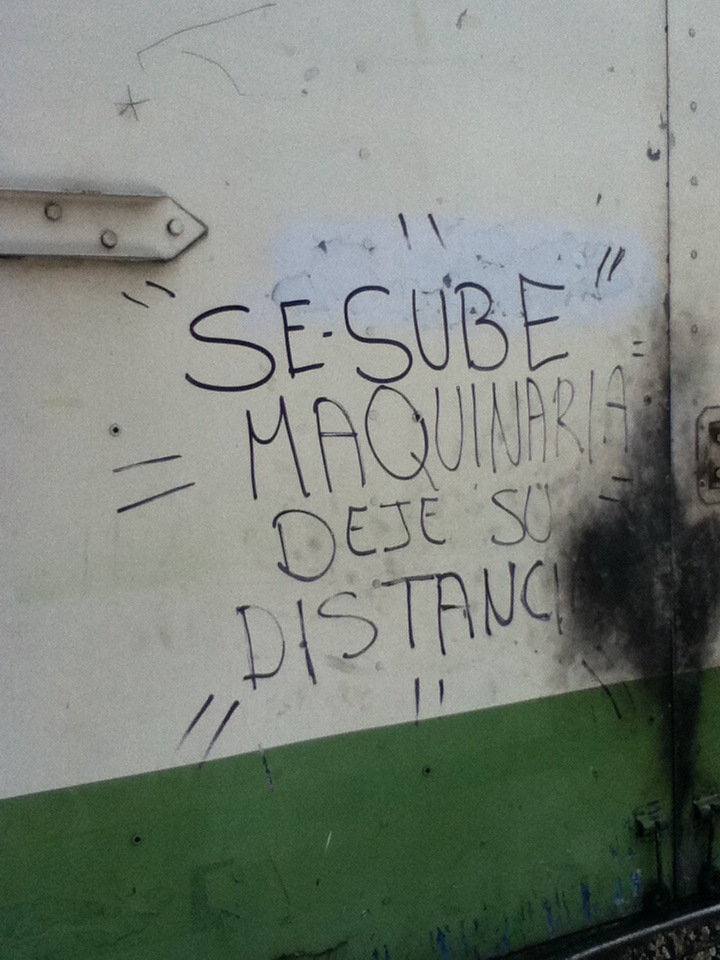 "SE-SUBE"
MAQUINARIA
DEJE SU
DISTANCI